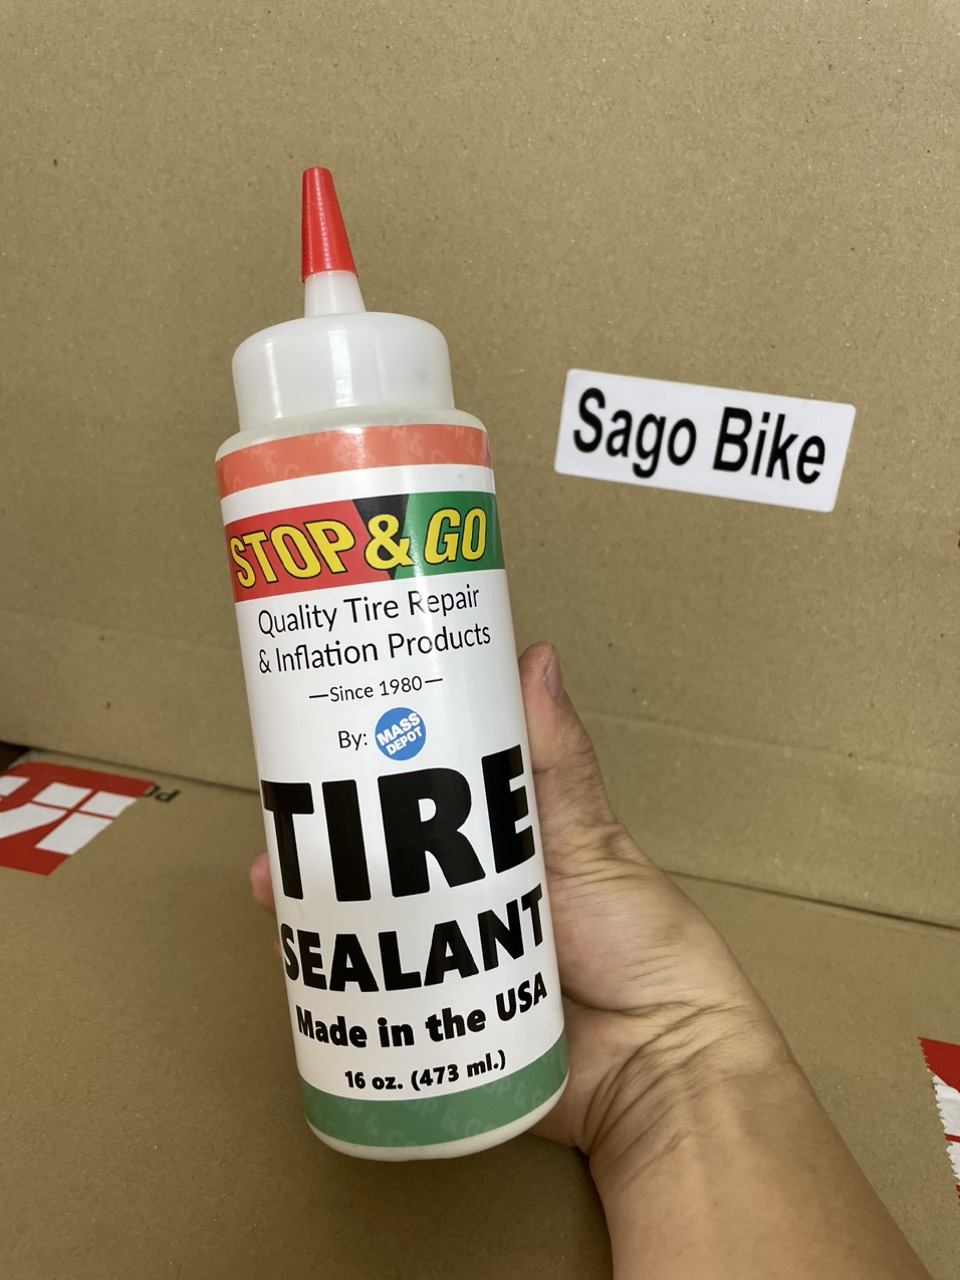 Sago Bike
STOP & GO
Quality Tire Repair
& Inflation Products
—Since 1980—
By: MASS
DEPOT
TIRE
SEALANT
Made in the USA
16 oz. (473 ml.)